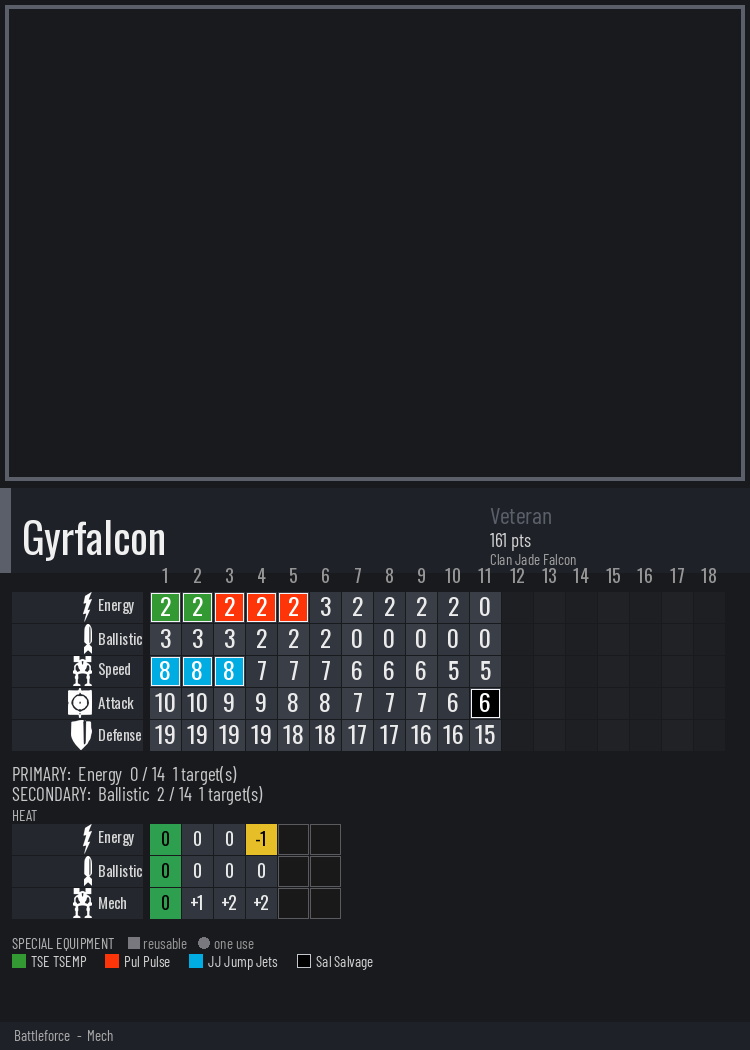 Gyrfalcon
Veteran
161 pts
Clan Jade Falcon
1 2 3 4 5 6 7 8 9 10 11 12 13 14 15 16 17 18
Energy 2 2 2 2 2 3 2 2 2 2 0
Ballistic 3 3 3 2 2 2 0 0 0 0 0
Speed 8 8 8 7 7 7 6 6 6 5 5
Attack 10 10 9 9 8 8 7 7 7 6 6
Defense 19 19 19 19 18 18 17 17 16 16 15
PRIMARY: Energy 0 / 14 1 target(s)
SECONDARY: Ballistic 2 / 14 1 target(s)
HEAT
Energy 0 0 0 -1
Ballistic 0 0 0 0
Mech 0 +1 +2 +2
SPECIAL EQUIPMENT reusable one use
TSE TSEMP Pul Pulse JJ Jump Jets Sal Salvage
Battleforce - Mech